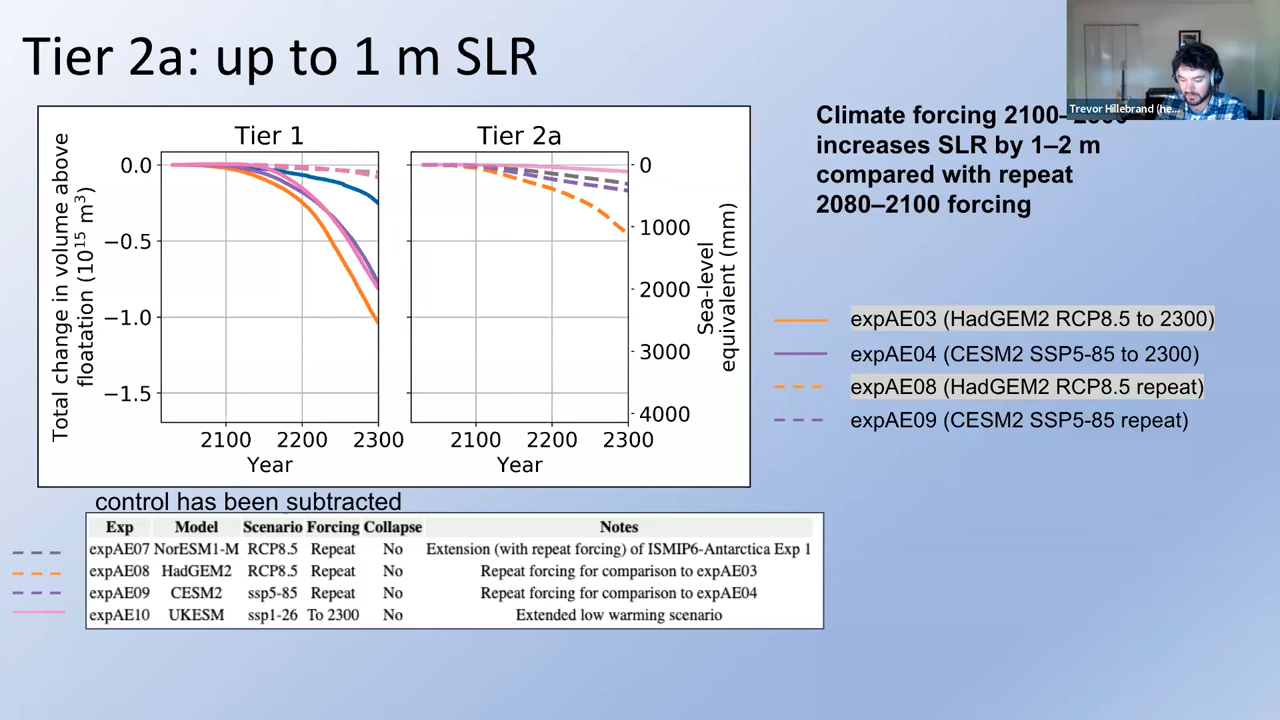 Tier 2a: up to 1 m SLR
Trevor Hillebrand (he...
Climate forcing 2100–
increases SLR by 1–2 m
compared with repeat
2080–2100 forcing
Tier 1
Tier 2a
Total change in volume above
floatation (10^15 m^3)
0.0
−0.5
−1.0
−1.5
0
1000
2000
3000
4000
Sea-level
equivalent (mm)
2100 2200 2300
2100 2200 2300
Year
Year
expAE03 (HadGEM2 RCP8.5 to 2300)
expAE04 (CESM2 SSP5-85 to 2300)
expAE08 (HadGEM2 RCP8.5 repeat)
expAE09 (CESM2 SSP5-85 repeat)
control has been subtracted
Exp Model Scenario Forcing Collapse Notes
expAE07 NorESM1-M RCP8.5 Repeat No Extension (with repeat forcing) of ISMIP6-Antarctica Exp 1
expAE08 HadGEM2 RCP8.5 Repeat No Repeat forcing for comparison to expAE03
expAE09 CESM2 ssp5-85 Repeat No Repeat forcing for comparison to expAE04
expAE10 UKESM ssp1-26 To 2300 No Extended low warming scenario